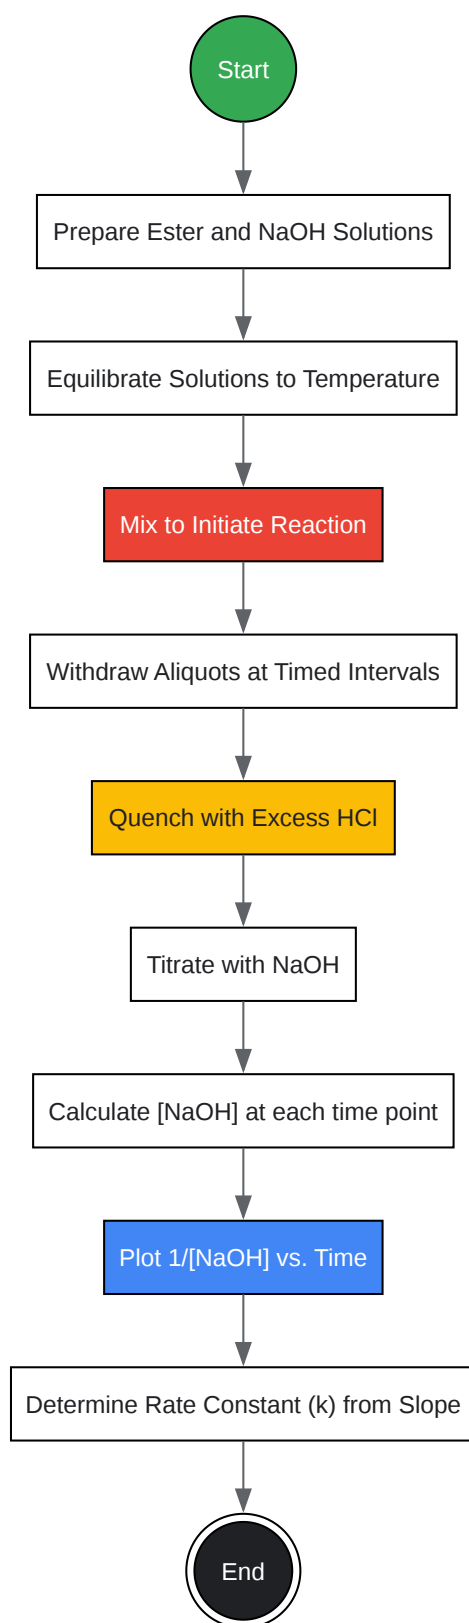 Start
Prepare Ester and NaOH Solutions
Equilibrate Solutions to Temperature
Mix to Initiate Reaction
Withdraw Aliquots at Timed Intervals
Quench with Excess HCl
Titrate with NaOH
Calculate [NaOH] at each time point
Plot 1/[NaOH] vs. Time
Determine Rate Constant (k) from Slope
End